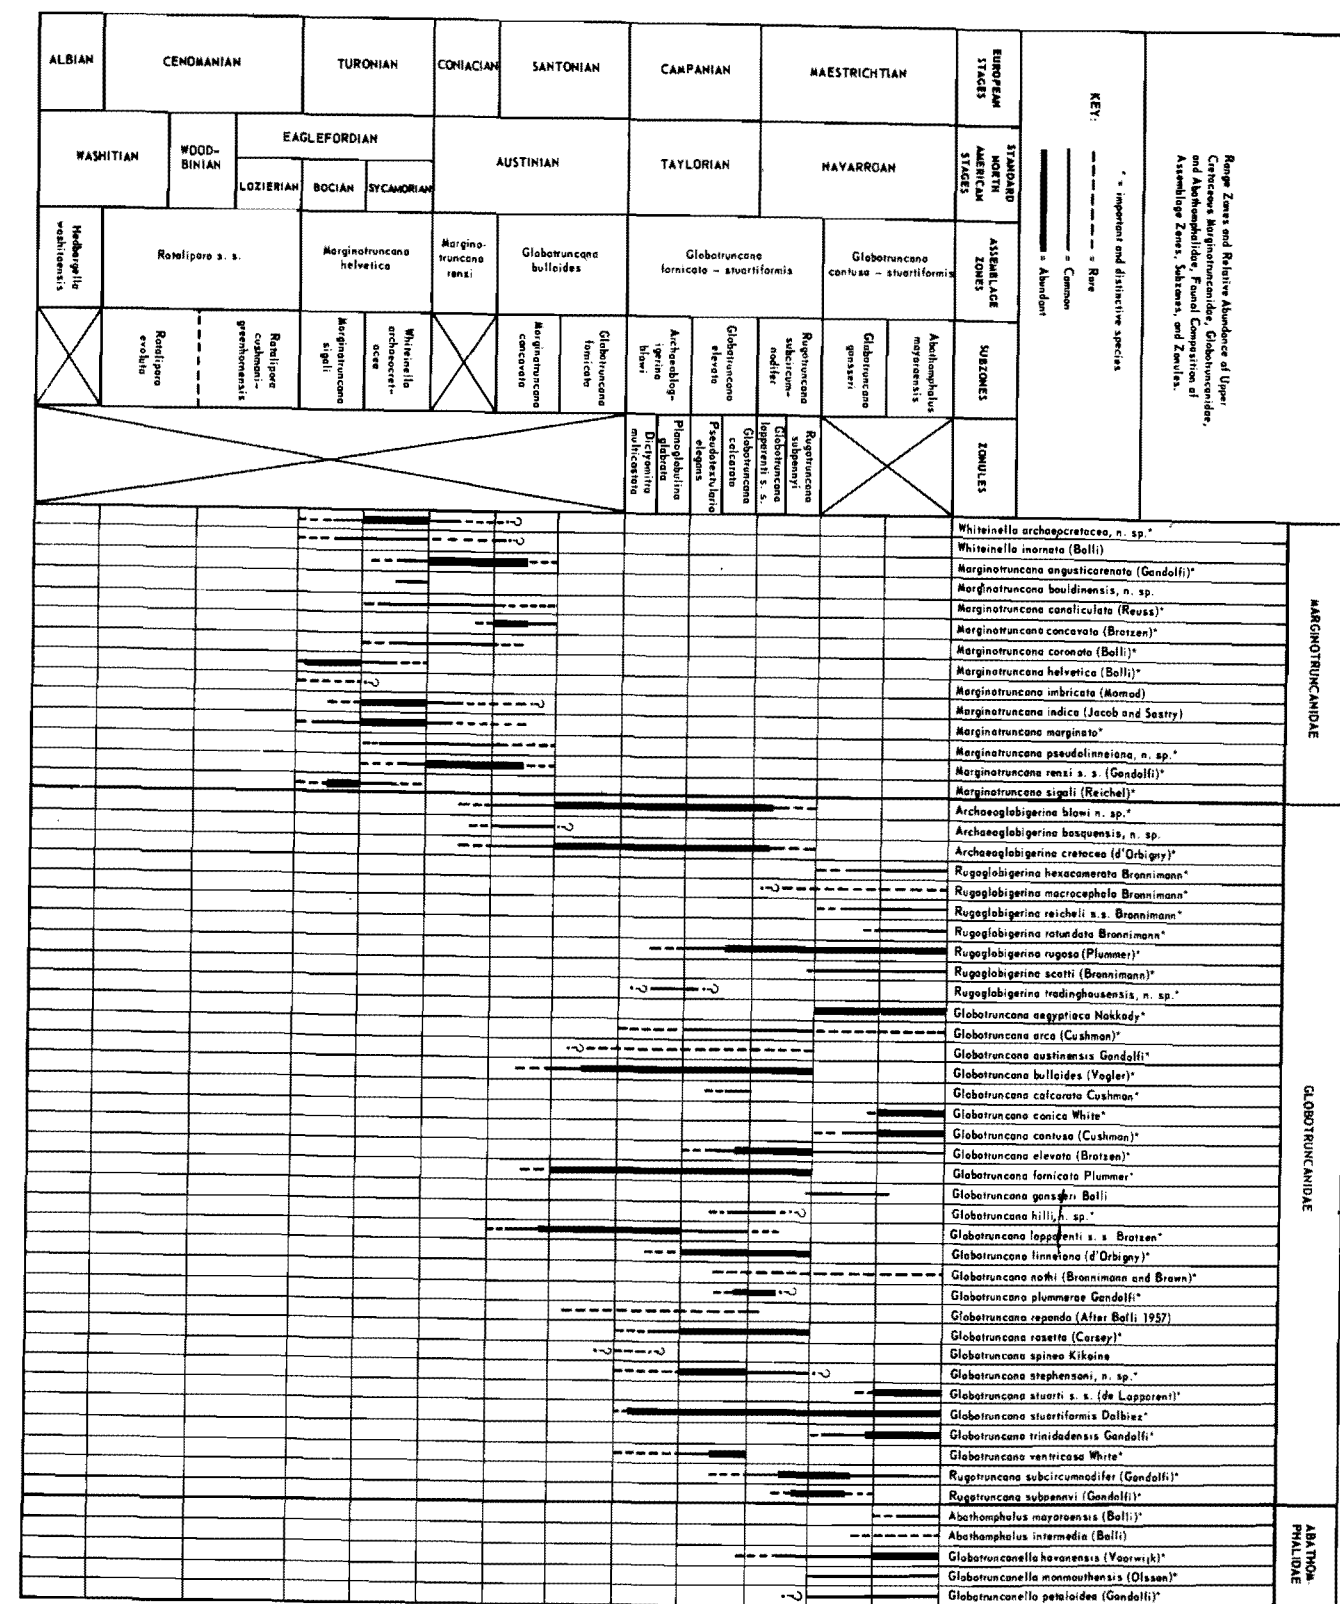 ALBIAN
CENOMANIAN
TURONIAN
CONIACIAN
SANTONIAN
CAMPANIAN
MAESTRICHTIAN
EUROPEAN
STAGES
WASHITIAN
WOOD-
BINIAN
EAGLEFORDIAN
LOZIERIAN
BOCIAN
SYCAMORIAN
AUSTINIAN
TAYLORIAN
NAVARROAN
STANDARD
NORTH
AMERICAN
STAGES
Hedbergella
washitaensis
Rotalipora s. s.
Marginotruncana
helvetica
Margino-
truncana
renzi
Globotruncana
bulloides
Globotruncana
fornicata - stuartiformis
Globotruncana
contusa - stuartiformis
ASSEMBLAGE
ZONES
Rotalipora
evoluta
Rotalipora
cushmani-
greenhornensis
Marginotruncana
sigali
Whiteinella
archaeocret-
acea
Marginotruncana
concavata
Globotruncana
fornicata
Archaeoglob-
igerina
blowi
Globotruncana
elevata
Rugotruncana
subcircum-
nodifer
Globotruncana
gansseri
Abathomphalus
mayaroensis
SUBZONES
Dictyomitra
multicostata
Planoglobulina
glabrata
Pseudotextularia
elegans
Globotruncana
calcarata
Globotruncana
lapparenti s. s.
Rugotruncana
subpennyi
ZONULES
KEY:
= Abundant
= Common
= Rare
* = important and distinctive species
Range Zones and Relative Abundance of Upper
Cretaceous Marginotruncanidae, Globotruncanidae,
and Abathomphalidae, Faunal Composition of
Assemblage Zones, Subzones, and Zonules.
MARGINOTRUNCANIDAE
Whiteinella archaeocretacea, n. sp.*
Whiteinella inornata (Bolli)
Marginotruncana angusticarenata (Gandolfi)*
Marginotruncana bouldinensis, n. sp.
Marginotruncana canaliculata (Reuss)*
Marginotruncana concavata (Brotzen)*
Marginotruncana coronata (Bolli)*
Marginotruncana helvetica (Bolli)*
Marginotruncana imbricata (Mornod)
Marginotruncana indica (Jacob and Sastry)
Marginotruncana marginata*
Marginotruncana pseudolinneiana, n. sp.*
Marginotruncana renzi s. s. (Gandolfi)*
Marginotruncana sigali (Reichel)*
GLOBOTRUNCANIDAE
Archaeoglobigerina blowi n. sp.*
Archaeoglobigerina bosquensis, n. sp.
Archaeoglobigerina cretacea (d'Orbigny)*
Rugoglobigerina hexacamerata Bronnimann*
Rugoglobigerina macrocephala Bronnimann*
Rugoglobigerina reicheli s.s. Bronnimann*
Rugoglobigerina rotundata Bronnimann*
Rugoglobigerina rugosa (Plummer)*
Rugoglobigerina scotti (Bronnimann)*
Rugoglobigerina tradinghousensis, n. sp.*
Globotruncana aegyptiaca Nakkady*
Globotruncana arca (Cushman)*
Globotruncana austinensis Gandolfi*
Globotruncana bulloides (Vogler)*
Globotruncana calcarata Cushman*
Globotruncana conica White*
Globotruncana contusa (Cushman)*
Globotruncana elevata (Brotzen)*
Globotruncana fornicata Plummer*
Globotruncana gansseri Bolli
Globotruncana hilli, n. sp.*
Globotruncana lapparenti s. s. Brotzen*
Globotruncana linneiana (d'Orbigny)*
Globotruncana nothi (Bronnimann and Brown)*
Globotruncana plummerae Gandolfi*
Globotruncana repanda (After Bolli 1957)
Globotruncana rosetta (Carsey)*
Globotruncana spinea Kikoine
Globotruncana stephensoni, n. sp.*
Globotruncana stuarti s. s. (de Lapparent)*
Globotruncana stuartiformis Dalbiez*
Globotruncana trinidadensis Gandolfi*
Globotruncana ventricosa White*
Rugotruncana subcircumnodifer (Gandolfi)*
Rugotruncana subpennyi (Gandolfi)*
ABATHOM-
PHALIDAE
Abathomphalus mayaroensis (Bolli)*
Abathomphalus intermedia (Bolli)
Globotruncanella havanensis (Voorwijk)*
Globotruncanella monmouthensis (Olsson)*
Globotruncanella petaloidea (Gandolfi)*